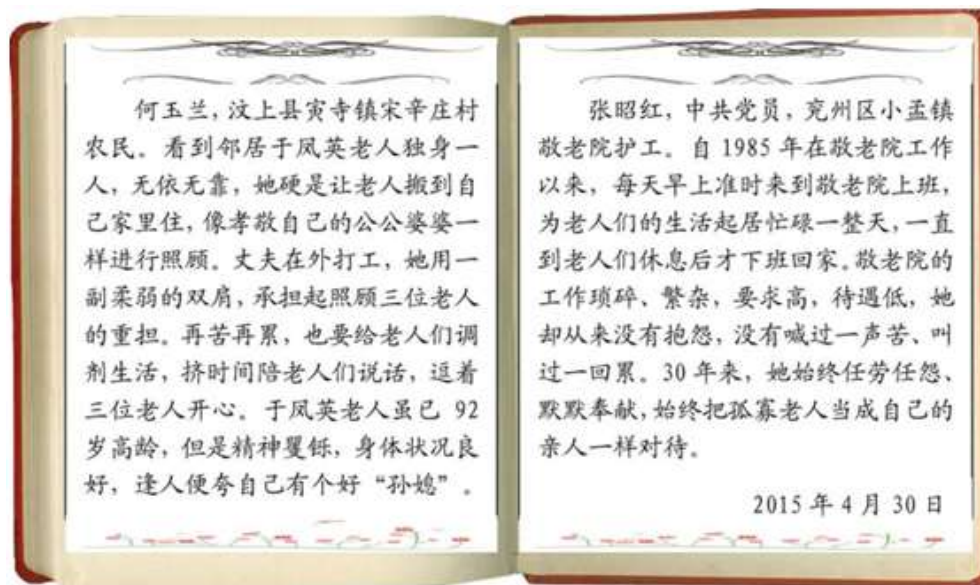 何玉兰，汶上县寅寺镇宋辛庄村
农民。看到邻居于凤英老人独身一
人，无依无靠，她硬是让老人搬到自
己家里住，像孝敬自己的公公婆婆一
样进行照顾。丈夫在外打工，她用一
副柔弱的双肩，承担起照顾三位老人
的重担。再苦再累，也要给老人们调
剂生活，挤时间陪老人们说话，逗着
三位老人开心。于凤英老人虽已 92
岁高龄，但是精神矍铄，身体状况良
好，逢人便夸自己有个好“孙媳”。
张昭红，中共党员，兖州区小孟镇
敬老院护工。自 1985 年在敬老院工作
以来，每天早上准时来到敬老院上班，
为老人们的生活起居忙碌一整天，一直
到老人们休息后才下班回家。敬老院的
工作琐碎、繁杂，要求高，待遇低，她
却从来没有抱怨，没有喊过一声苦、叫
过一回累。30 年来，她始终任劳任怨、
默默奉献，始终把孤寡老人当成自己的
亲人一样对待。
2015 年 4 月 30 日